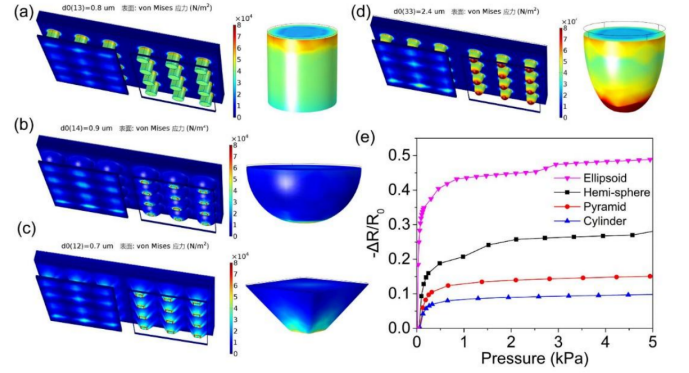 (a)
d0(13)=0.8 um 表面: von Mises 应力 (N/m²)
×10⁴
8
7
6
5
4
3
2
1
0
(b)
d0(14)=0.9 um 表面: von Mises 应力 (N/m²)
×10⁴
8
7
6
5
4
3
2
1
0
(c)
d0(12)=0.7 um 表面: von Mises 应力 (N/m²)
×10⁴
8
7
6
5
4
3
2
1
0
(d)
d0(33)=2.4 um 表面: von Mises 应力 (N/m²)
8
7
6
5
4
3
2
1
0
(e)
-ΔR/R₀
0.5
0.4
0.3
0.2
0.1
0.0
Ellipsoid
Hemi-sphere
Pyramid
Cylinder
0 1 2 3 4 5
Pressure (kPa)